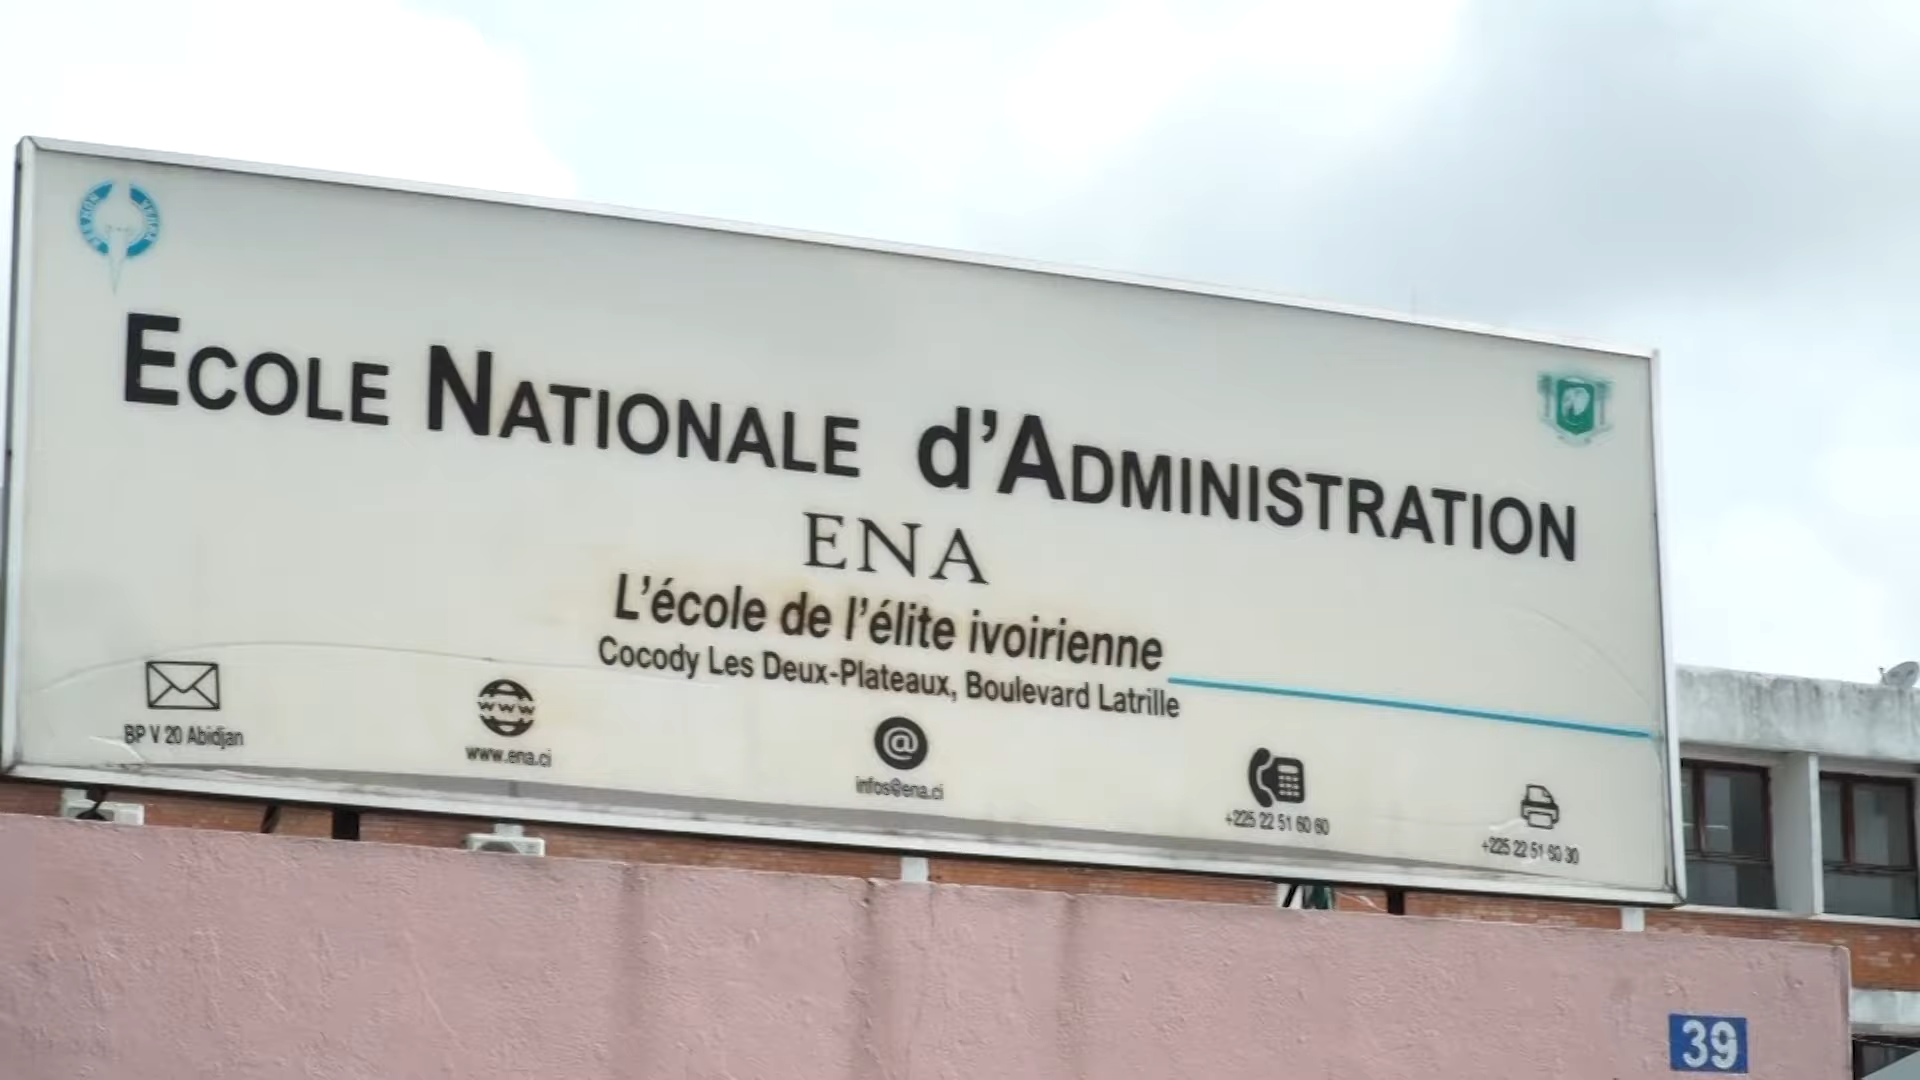 ECOLE NATIONALE d'ADMINISTRATION
ENA
L'école de l'élite ivoirienne
Cocody Les Deux-Plateaux, Boulevard Latrille
BP V 20 Abidjan
www
www.ena.ci
@
infos@ena.ci
+225 22 51 60 60
+225 22 51 60 30
39